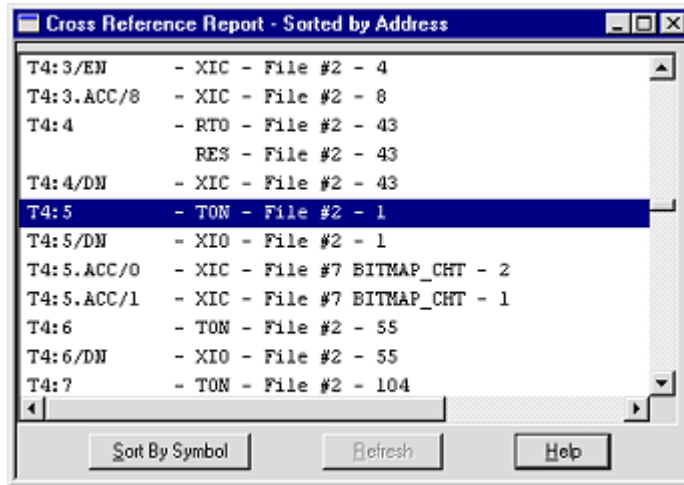 Cross Reference Report - Sorted by Address
T4:3/EN - XIC - File #2 - 4
T4:3.ACC/8 - XIC - File #2 - 8
T4:4 - RTO - File #2 - 43
RES - File #2 - 43
T4:4/DN - XIC - File #2 - 43
T4:5 - TON - File #2 - 1
T4:5/DN - XIO - File #2 - 1
T4:5.ACC/0 - XIC - File #7 BITMAP_CHT - 2
T4:5.ACC/1 - XIC - File #7 BITMAP_CHT - 1
T4:6 - TON - File #2 - 55
T4:6/DN - XIO - File #2 - 55
T4:7 - TON - File #2 - 104
Sort By Symbol Refresh Help